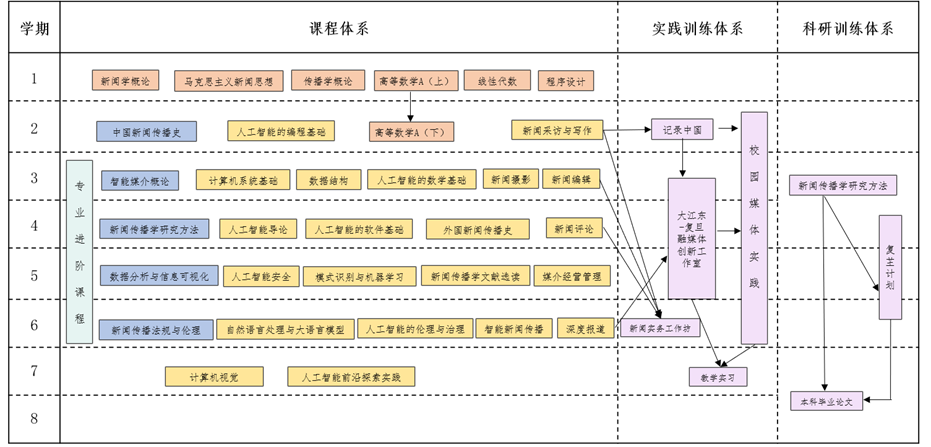 学期 课程体系 实践训练体系 科研训练体系
1
新闻学概论 马克思主义新闻思想 传播学概论 高等数学A（上） 线性代数 程序设计
2
中国新闻传播史 人工智能的编程基础 高等数学A（下） 新闻采访与写作 记录中国
校园媒体实践
专业进阶课程
3
智能媒介概论 计算机系统基础 数据结构 人工智能的数学基础 新闻摄影 新闻编辑 新闻传播学研究方法
4
新闻传播学研究方法 人工智能导论 人工智能的软件基础 外国新闻传播史 新闻评论
大江东
-复旦
融媒体
创新工
作室
复芏计划
5
数据分析与信息可视化 人工智能安全 模式识别与机器学习 新闻传播学文献选读 媒介经营管理
6
新闻传播法规与伦理 自然语言处理与大语言模型 人工智能的伦理与治理 智能新闻传播 深度报道 新闻实务工作坊
7
计算机视觉 人工智能前沿探索实践 教学实习
本科毕业论文
8